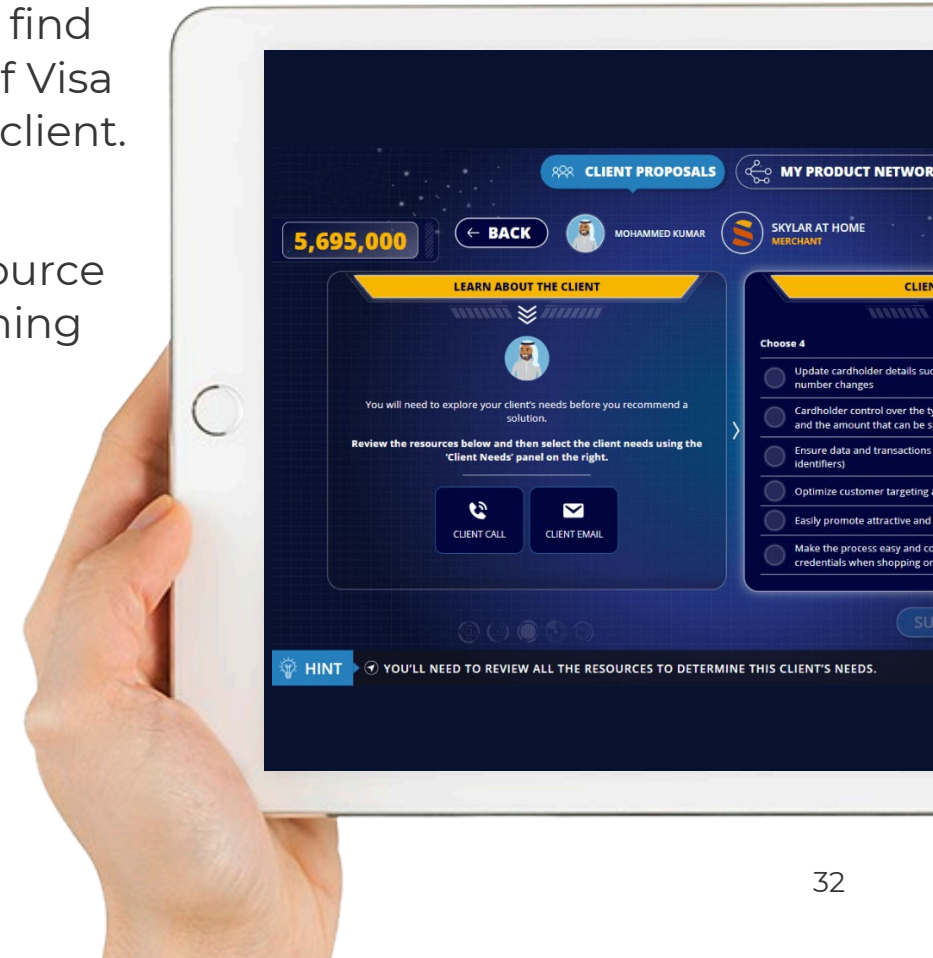 find
f Visa
client.
ource
ning
CLIENT PROPOSALS
MY PRODUCT NETWOR
5,695,000
← BACK
MOHAMMED KUMAR
SKYLAR AT HOME
MERCHANT
LEARN ABOUT THE CLIENT
You will need to explore your client's needs before you recommend a
solution.
Review the resources below and then select the client needs using the
'Client Needs' panel on the right.
CLIENT CALL
CLIENT EMAIL
CLIEN
Choose 4
Update cardholder details suc
number changes
Cardholder control over the ty
and the amount that can be s
Ensure data and transactions
identifiers)
Optimize customer targeting a
Easily promote attractive and
Make the process easy and co
credentials when shopping or
SU
HINT
YOU'LL NEED TO REVIEW ALL THE RESOURCES TO DETERMINE THIS CLIENT'S NEEDS.
32